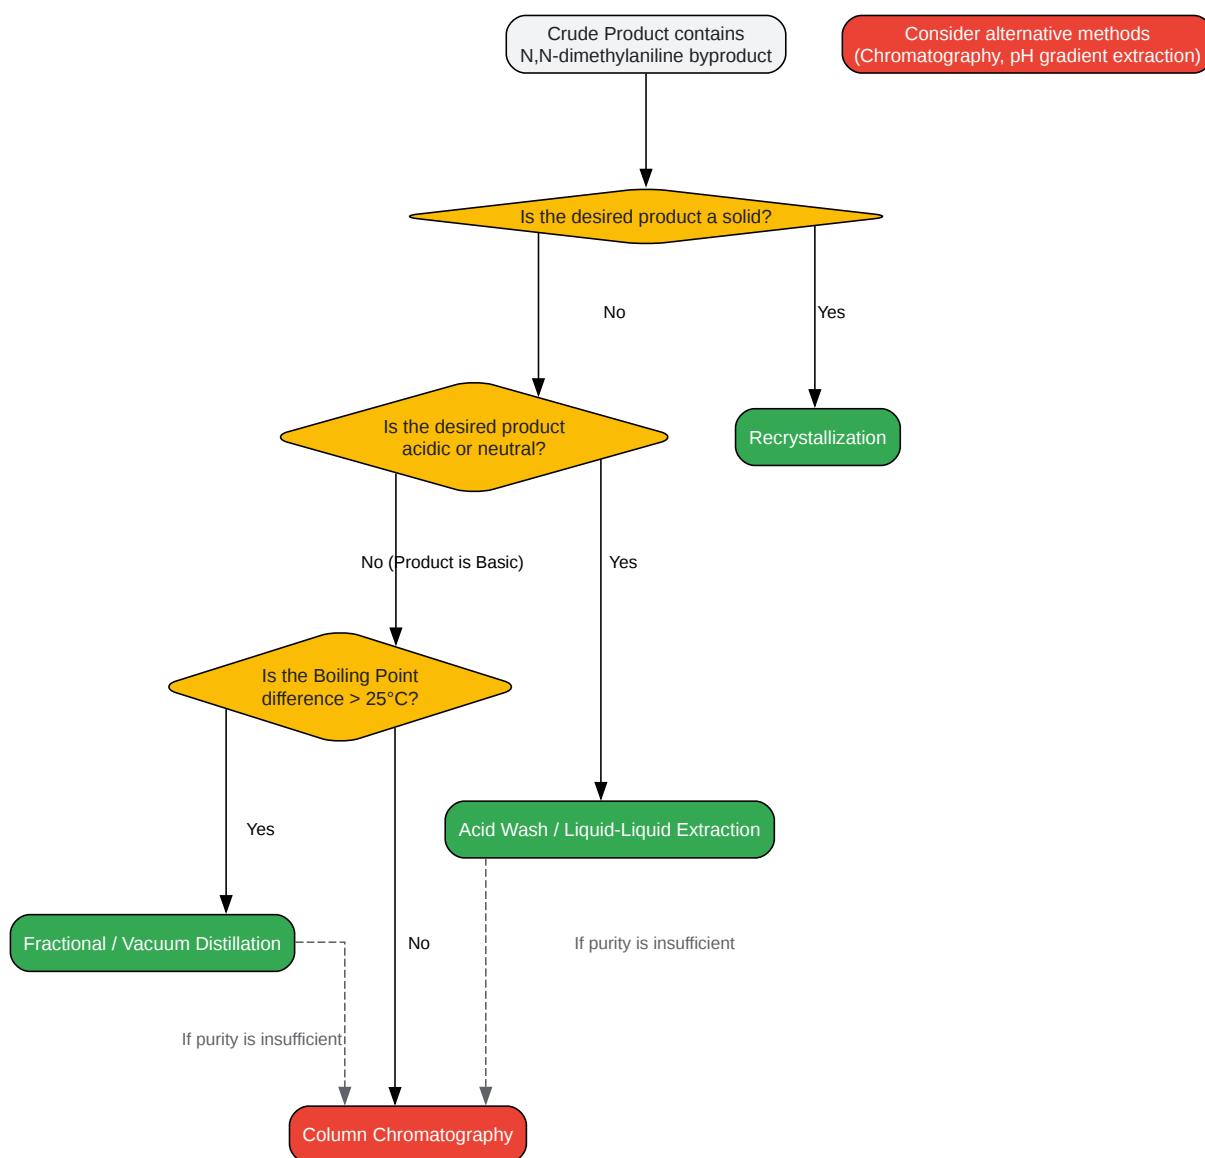 Crude Product contains
N,N-dimethylaniline byproduct
Consider alternative methods
(Chromatography, pH gradient extraction)
Is the desired product a solid?
No
Yes
Is the desired product
acidic or neutral?
Recrystallization
No (Product is Basic)
Yes
Is the Boiling Point
difference > 25°C?
Yes
Acid Wash / Liquid-Liquid Extraction
Fractional / Vacuum Distillation
No
If purity is insufficient
If purity is insufficient
Column Chromatography